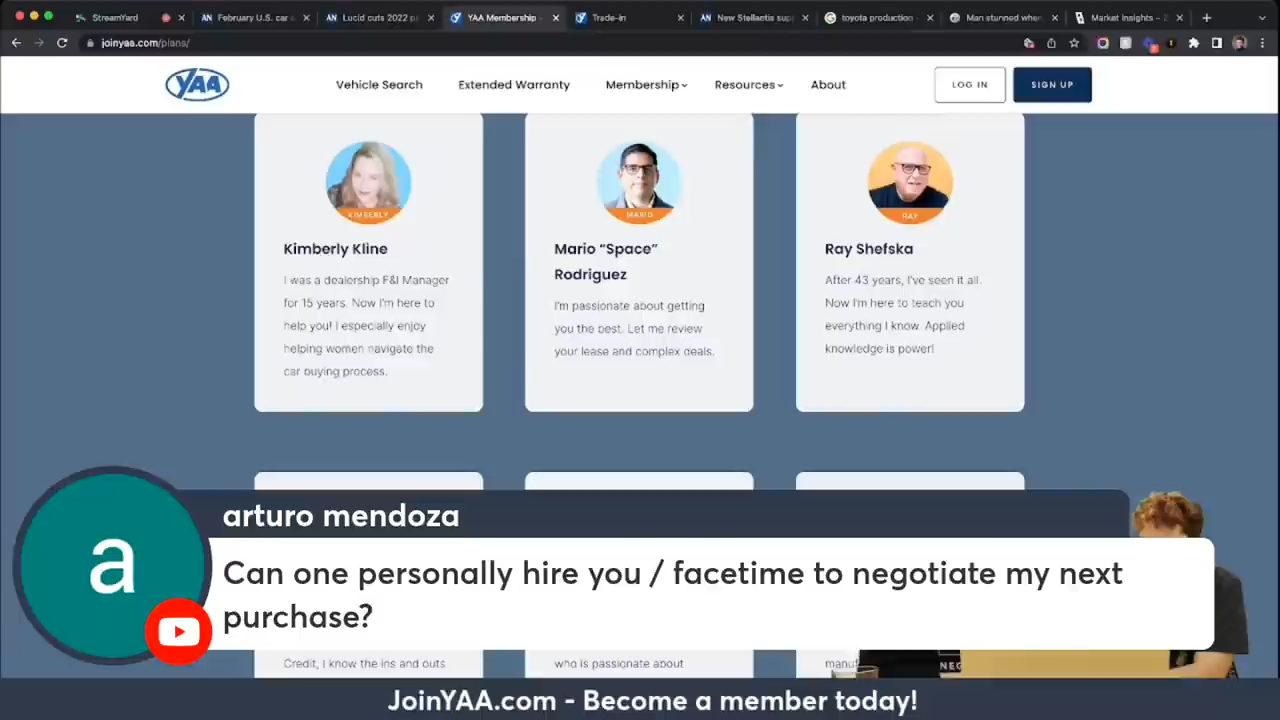 StreamYard
February U.S. car
Lucid cuts 2022 p
YAA Membership
Trade-in
New Stellantis sup
toyota production
Man stunned when
Market Insights - 2
joinyaa.com/plans/
YAA
Vehicle Search
Extended Warranty
Membership
Resources
About
LOG IN
SIGN UP
KIMBERLY
Kimberly Kline
I was a dealership F&I Manager
for 15 years. Now I'm here to
help you! I especially enjoy
helping women navigate the
car buying process.
MARIO
Mario "Space"
Rodriguez
I'm passionate about getting
you the best. Let me review
your lease and complex deals.
RAY
Ray Shefska
After 43 years, I've seen it all.
Now I'm here to teach you
everything I know. Applied
knowledge is power!
a
arturo mendoza
Can one personally hire you / facetime to negotiate my next
purchase?
Credit, I know the ins and outs
who is passionate about
NEG
JoinYAA.com - Become a member today!